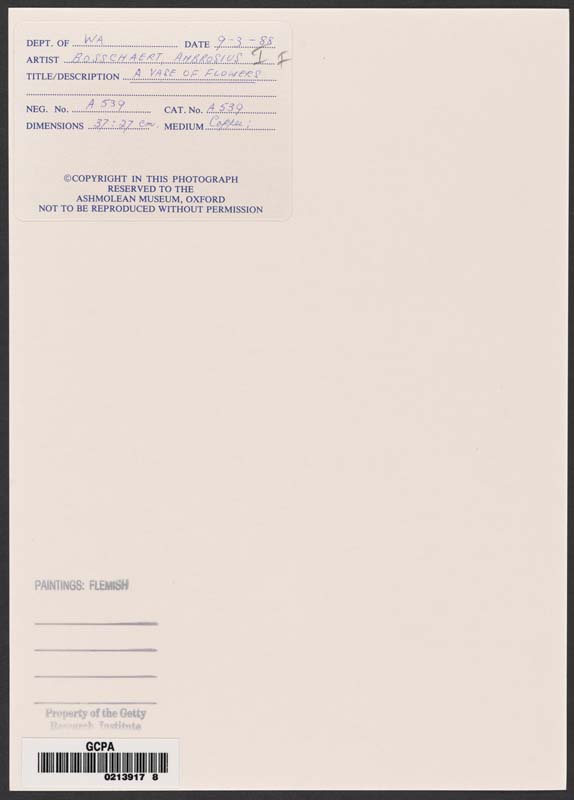 DEPT. OF WA DATE 9-3-88
ARTIST BOSSCHAERT AMBROSIUS I I
TITLE/DESCRIPTION A VASE OF FLOWERS
NEG. No. A 539 CAT. No. A 539
DIMENSIONS 37:27 cm. MEDIUM Copper;
©COPYRIGHT IN THIS PHOTOGRAPH
RESERVED TO THE
ASHMOLEAN MUSEUM, OXFORD
NOT TO BE REPRODUCED WITHOUT PERMISSION
PAINTINGS: FLEMISH
Property of the Getty
Research Institute
GCPA
0213917 8